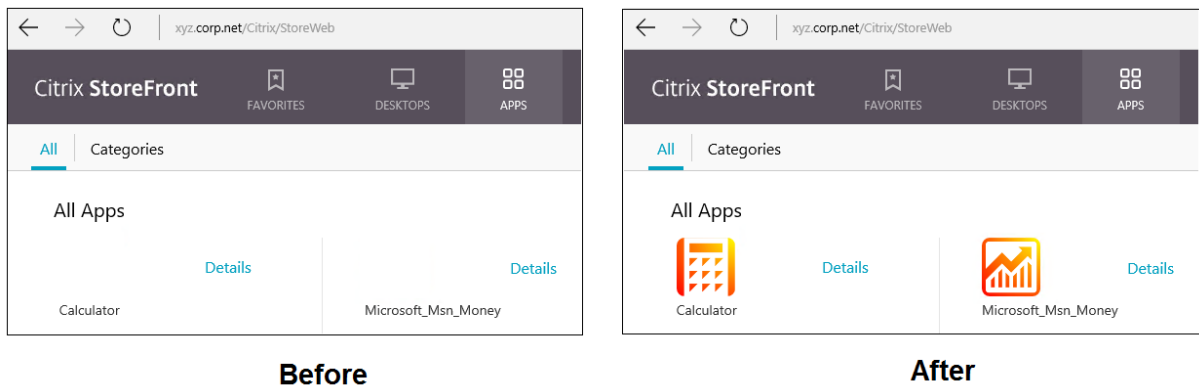 xyz.corp.net/Citrix/StoreWeb
Citrix StoreFront
FAVORITES
DESKTOPS
APPS
All
Categories
All Apps
Details
Details
Calculator
Microsoft_Msn_Money
Before
xyz.corp.net/Citrix/StoreWeb
Citrix StoreFront
FAVORITES
DESKTOPS
APPS
All
Categories
All Apps
Details
Details
Calculator
Microsoft_Msn_Money
After